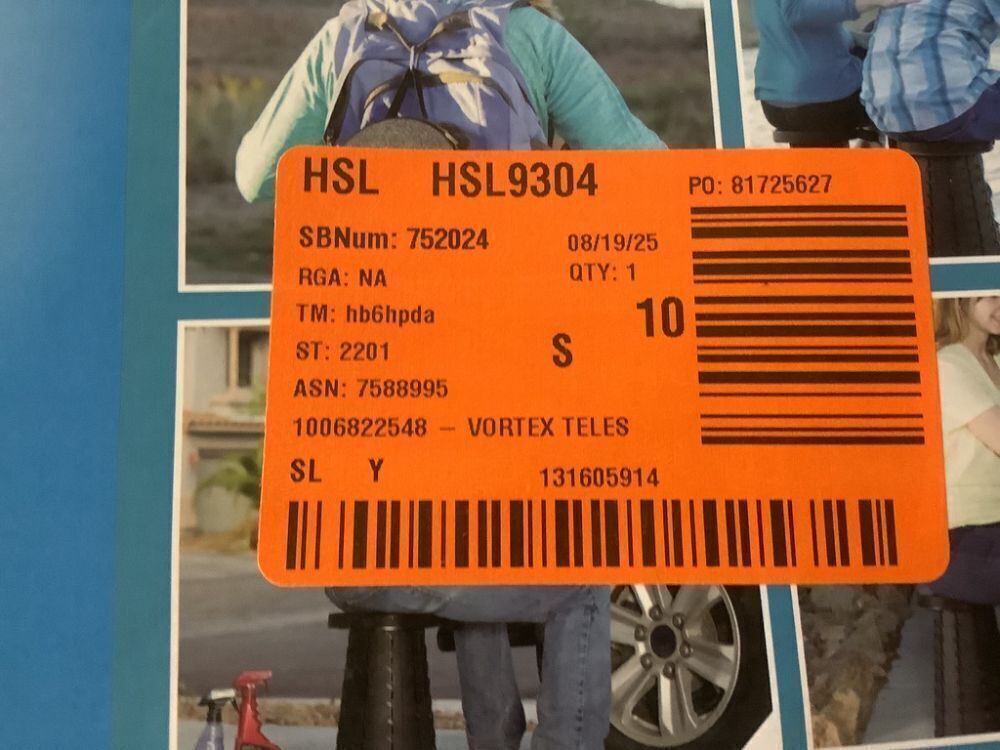 HSL HSL9304 PO: 81725627
SBNum: 752024 08/19/25
RGA: NA QTY: 1
TM: hb6hpda 10
ST: 2201 S
ASN: 7588995
1006822548 – VORTEX TELES
SL Y 131605914